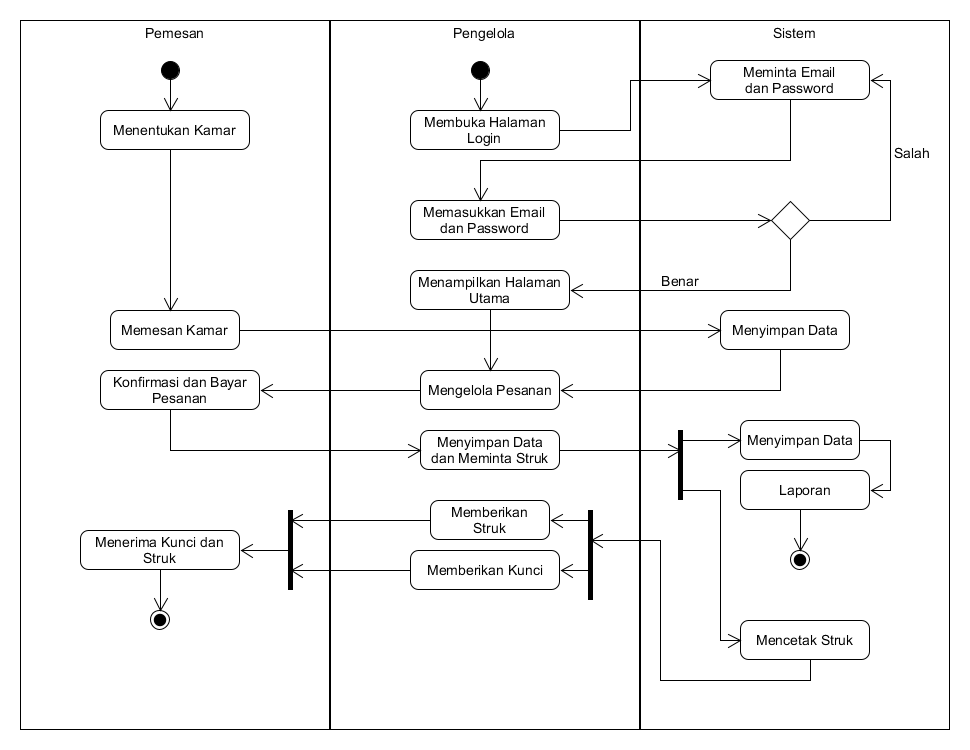 Pemesan
Pengelola
Sistem
Meminta Email
dan Password
Menentukan Kamar
Membuka Halaman
Login
Salah
Memasukkan Email
dan Password
Benar
Menampilkan Halaman
Utama
Memesan Kamar
Menyimpan Data
Konfirmasi dan Bayar
Pesanan
Mengelola Pesanan
Menyimpan Data
dan Meminta Struk
Menyimpan Data
Laporan
Memberikan
Struk
Menerima Kunci dan
Struk
Memberikan Kunci
Mencetak Struk